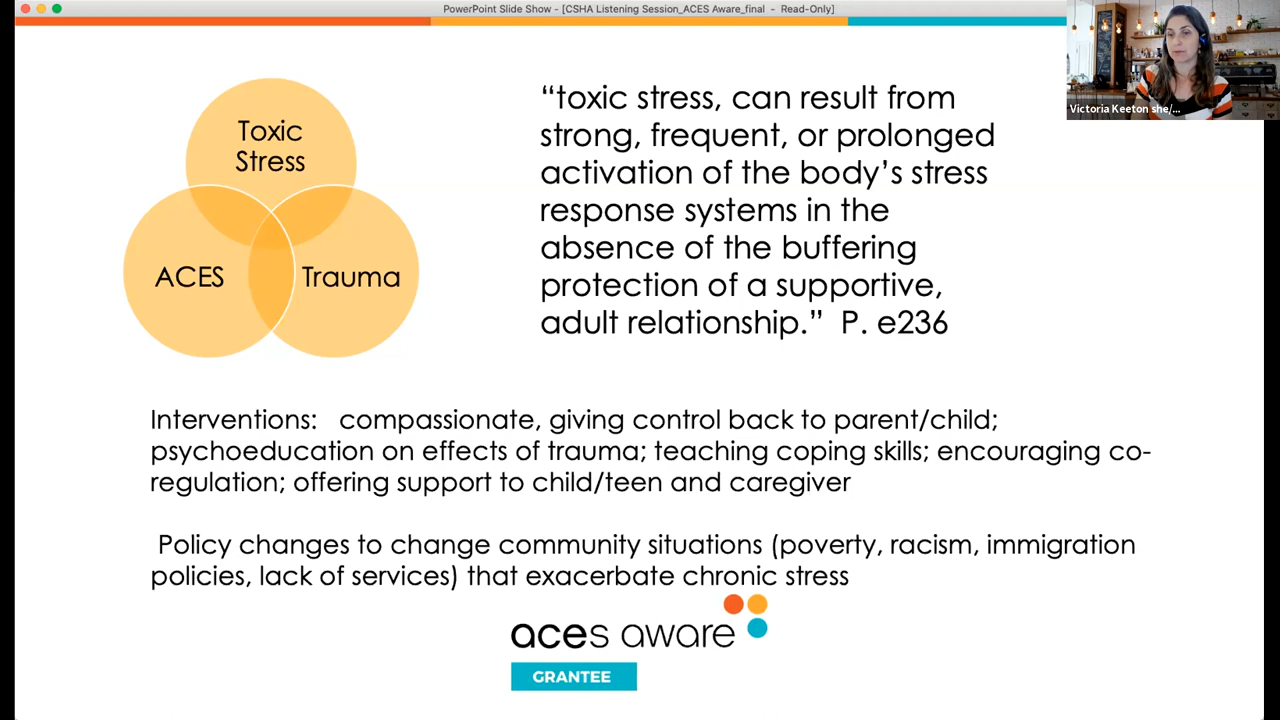 PowerPoint Slide Show - [CSHA Listening Session_ACES Aware_final - Read-Only]
Victoria Keeton she/...
Toxic
Stress
ACES
Trauma
“toxic stress, can result from
strong, frequent, or prolonged
activation of the body’s stress
response systems in the
absence of the buffering
protection of a supportive,
adult relationship.” P. e236
Interventions: compassionate, giving control back to parent/child;
psychoeducation on effects of trauma; teaching coping skills; encouraging co-
regulation; offering support to child/teen and caregiver
Policy changes to change community situations (poverty, racism, immigration
policies, lack of services) that exacerbate chronic stress
aces aware
GRANTEE